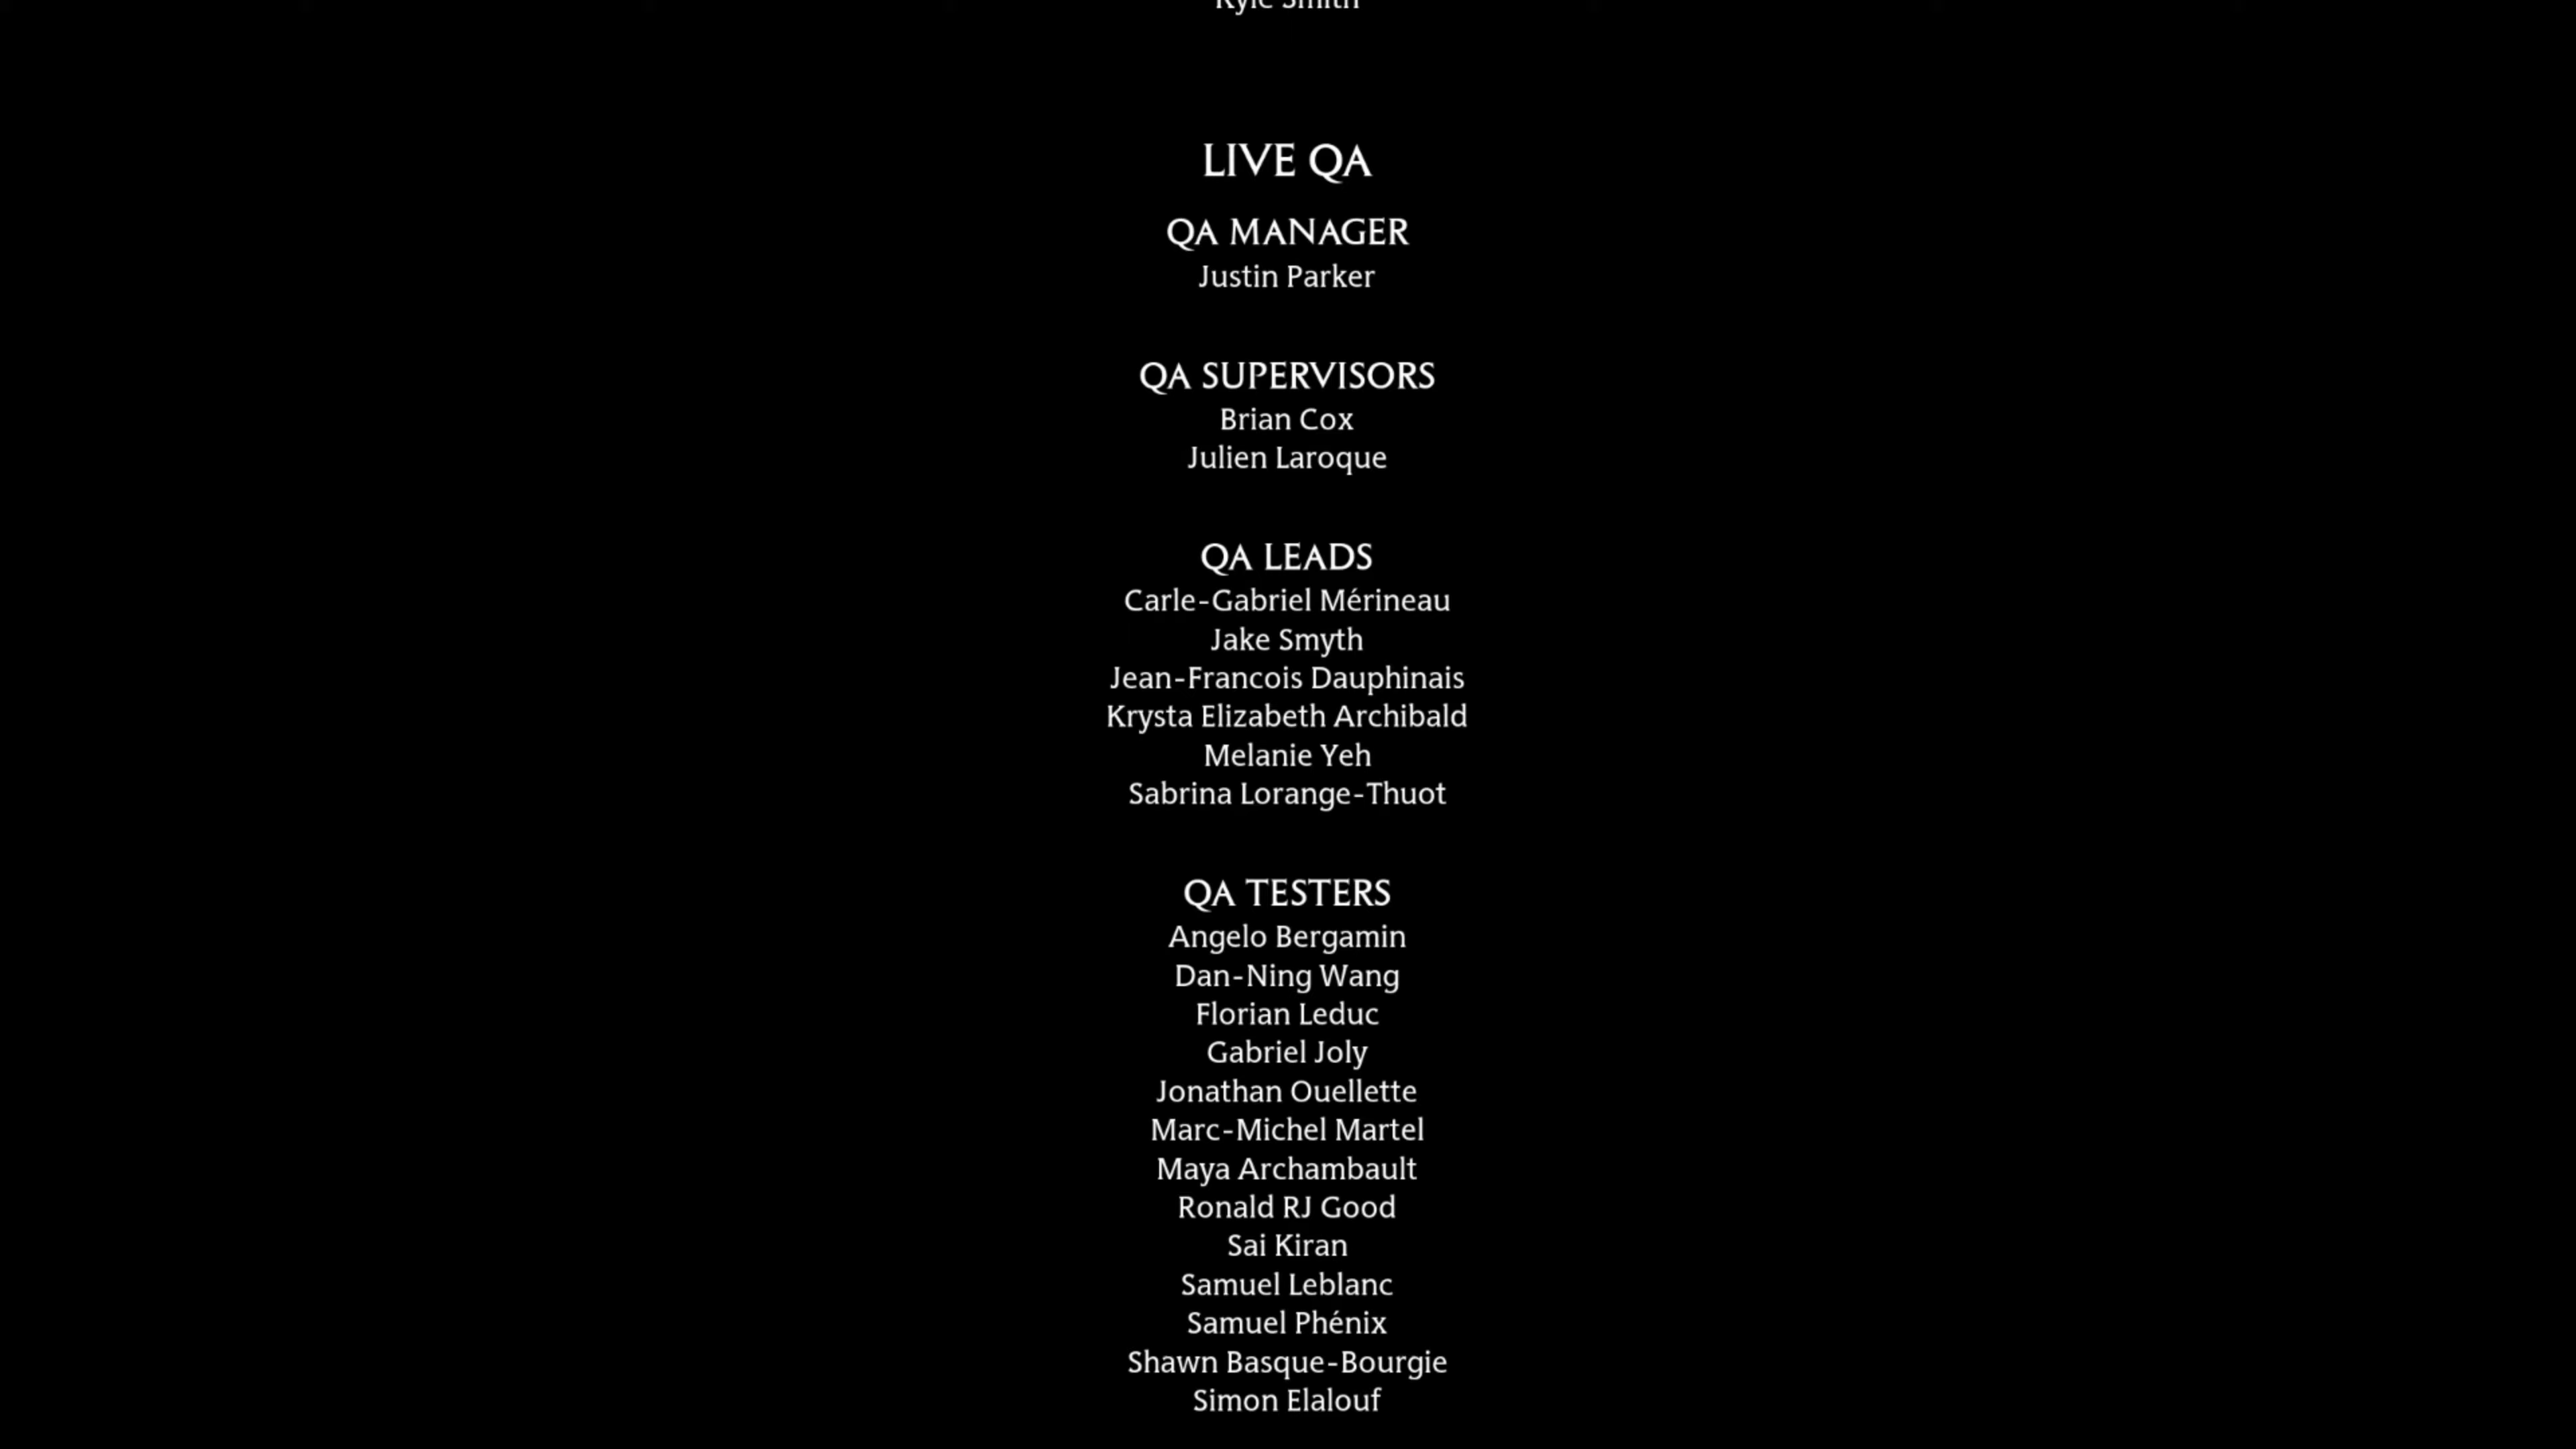 Kyle Smith
LIVE QA
QA MANAGER
Justin Parker
QA SUPERVISORS
Brian Cox
Julien Laroque
QA LEADS
Carle-Gabriel Mérineau
Jake Smyth
Jean-Francois Dauphinais
Krysta Elizabeth Archibald
Melanie Yeh
Sabrina Lorange-Thuot
QA TESTERS
Angelo Bergamin
Dan-Ning Wang
Florian Leduc
Gabriel Joly
Jonathan Ouellette
Marc-Michel Martel
Maya Archambault
Ronald RJ Good
Sai Kiran
Samuel Leblanc
Samuel Phénix
Shawn Basque-Bourgie
Simon Elalouf